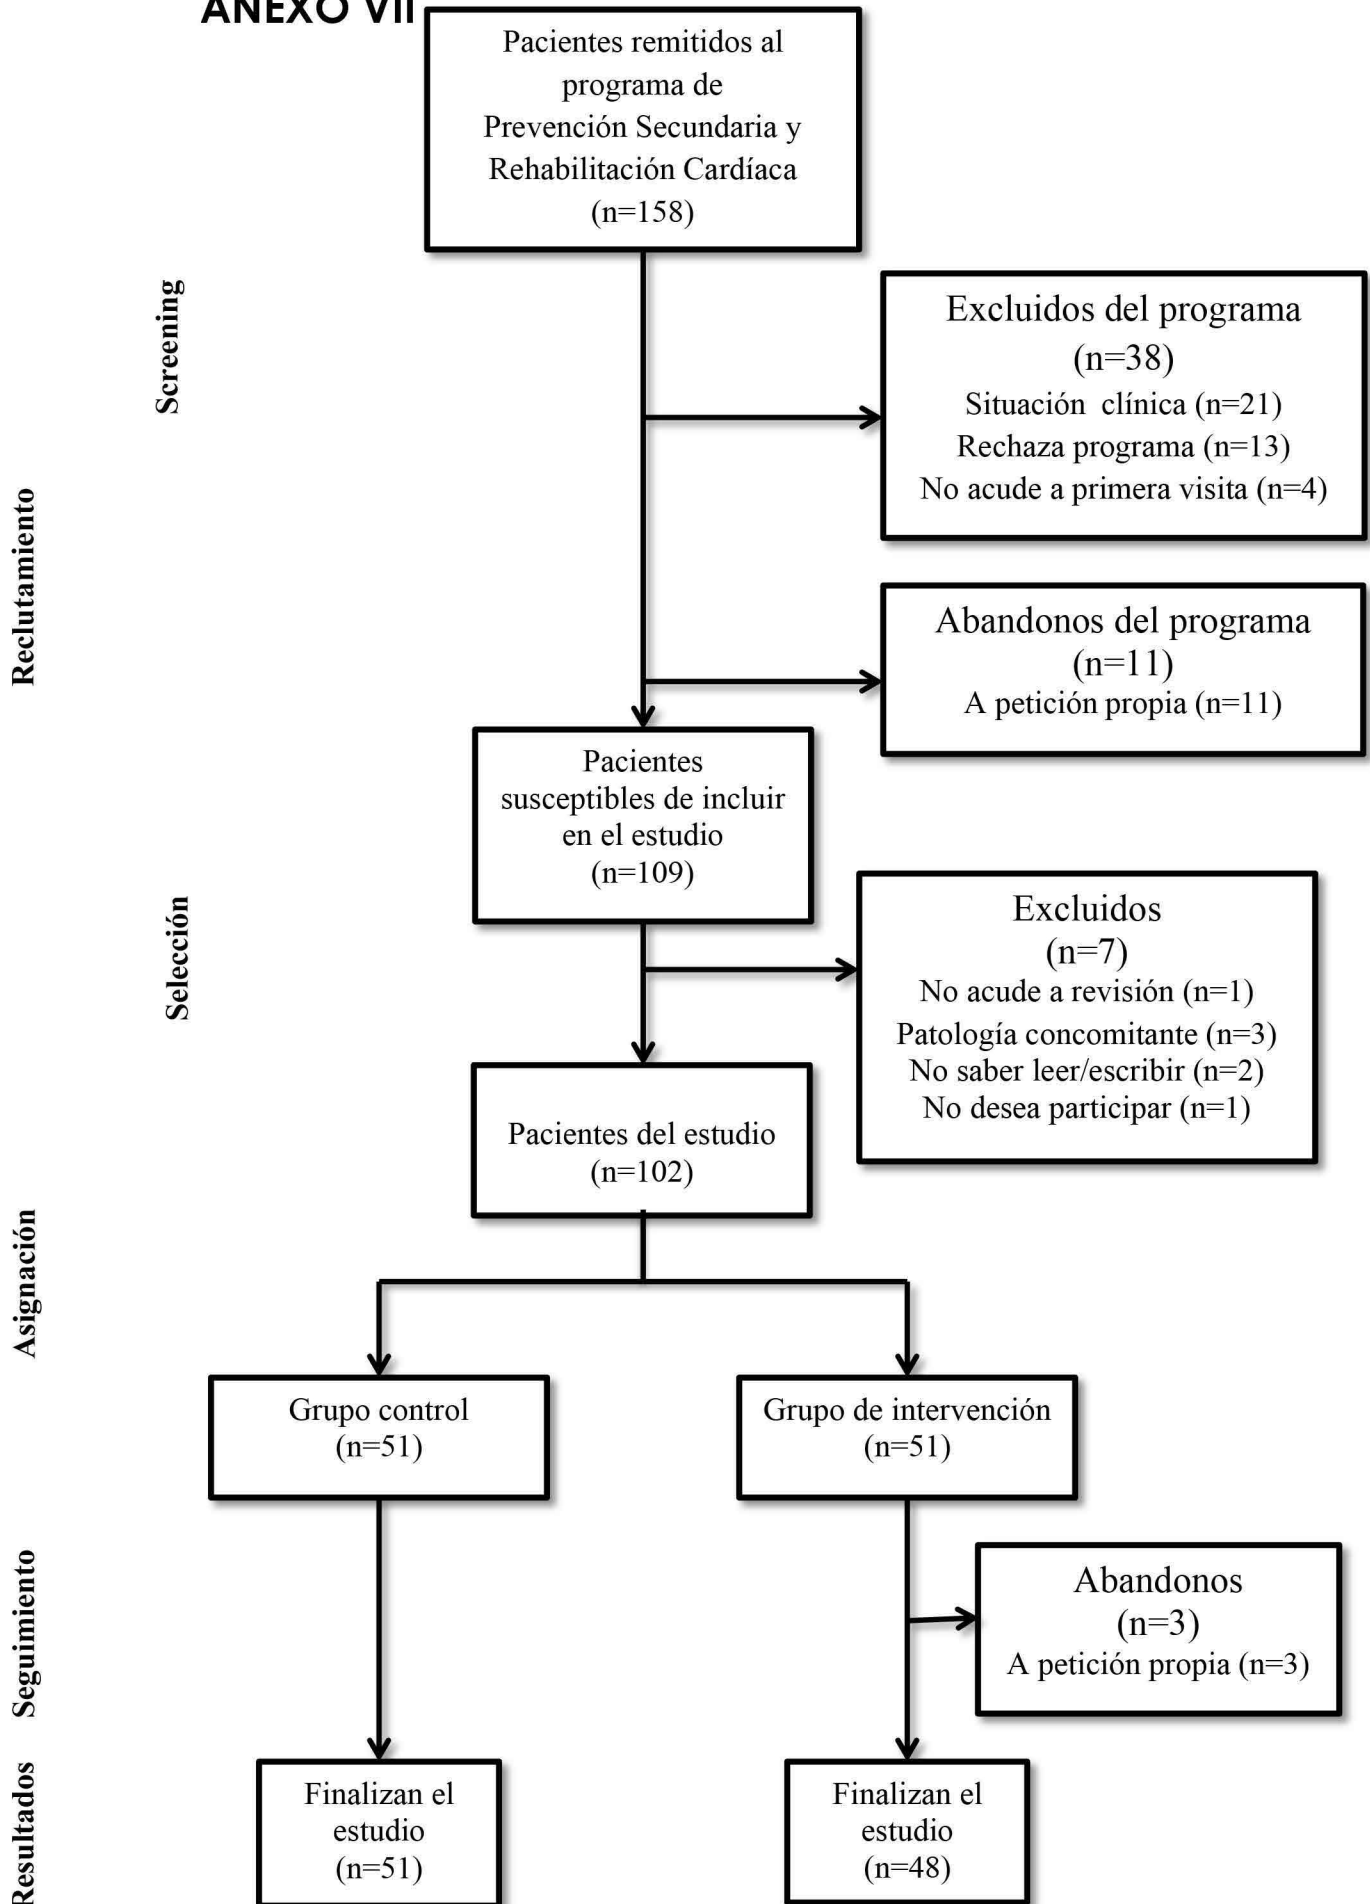 ANEXO VII
Pacientes remitidos al
programa de
Prevención Secundaria y
Rehabilitación Cardíaca
(n=158)
Screening
Excluidos del programa
(n=38)
Situación clínica (n=21)
Rechaza programa (n=13)
No acude a primera visita (n=4)
Reclutamiento
Abandonos del programa
(n=11)
A petición propia (n=11)
Pacientes
susceptibles de incluir
en el estudio
(n=109)
Selección
Excluidos
(n=7)
No acude a revisión (n=1)
Patología concomitante (n=3)
No saber leer/escribir (n=2)
No desea participar (n=1)
Pacientes del estudio
(n=102)
Asignación
Grupo control
(n=51)
Grupo de intervención
(n=51)
Seguimiento
Abandonos
(n=3)
A petición propia (n=3)
Resultados
Finalizan el
estudio
(n=51)
Finalizan el
estudio
(n=48)